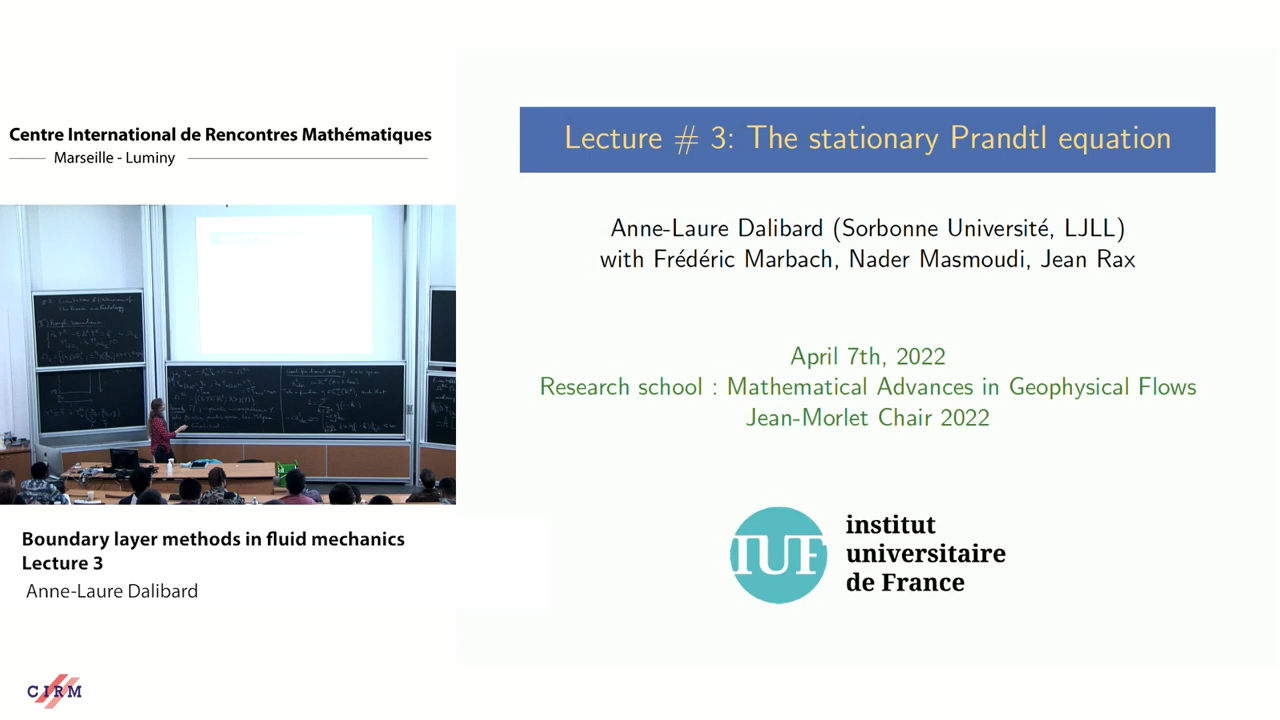 Centre International de Rencontres Mathématiques
Marseille - Luminy
Boundary layer methods in fluid mechanics
Lecture 3
Anne-Laure Dalibard
CIRM
Lecture # 3: The stationary Prandtl equation
Anne-Laure Dalibard (Sorbonne Université, LJLL)
with Frédéric Marbach, Nader Masmoudi, Jean Rax
April 7th, 2022
Research school : Mathematical Advances in Geophysical Flows
Jean-Morlet Chair 2022
IUF
institut
universitaire
de France